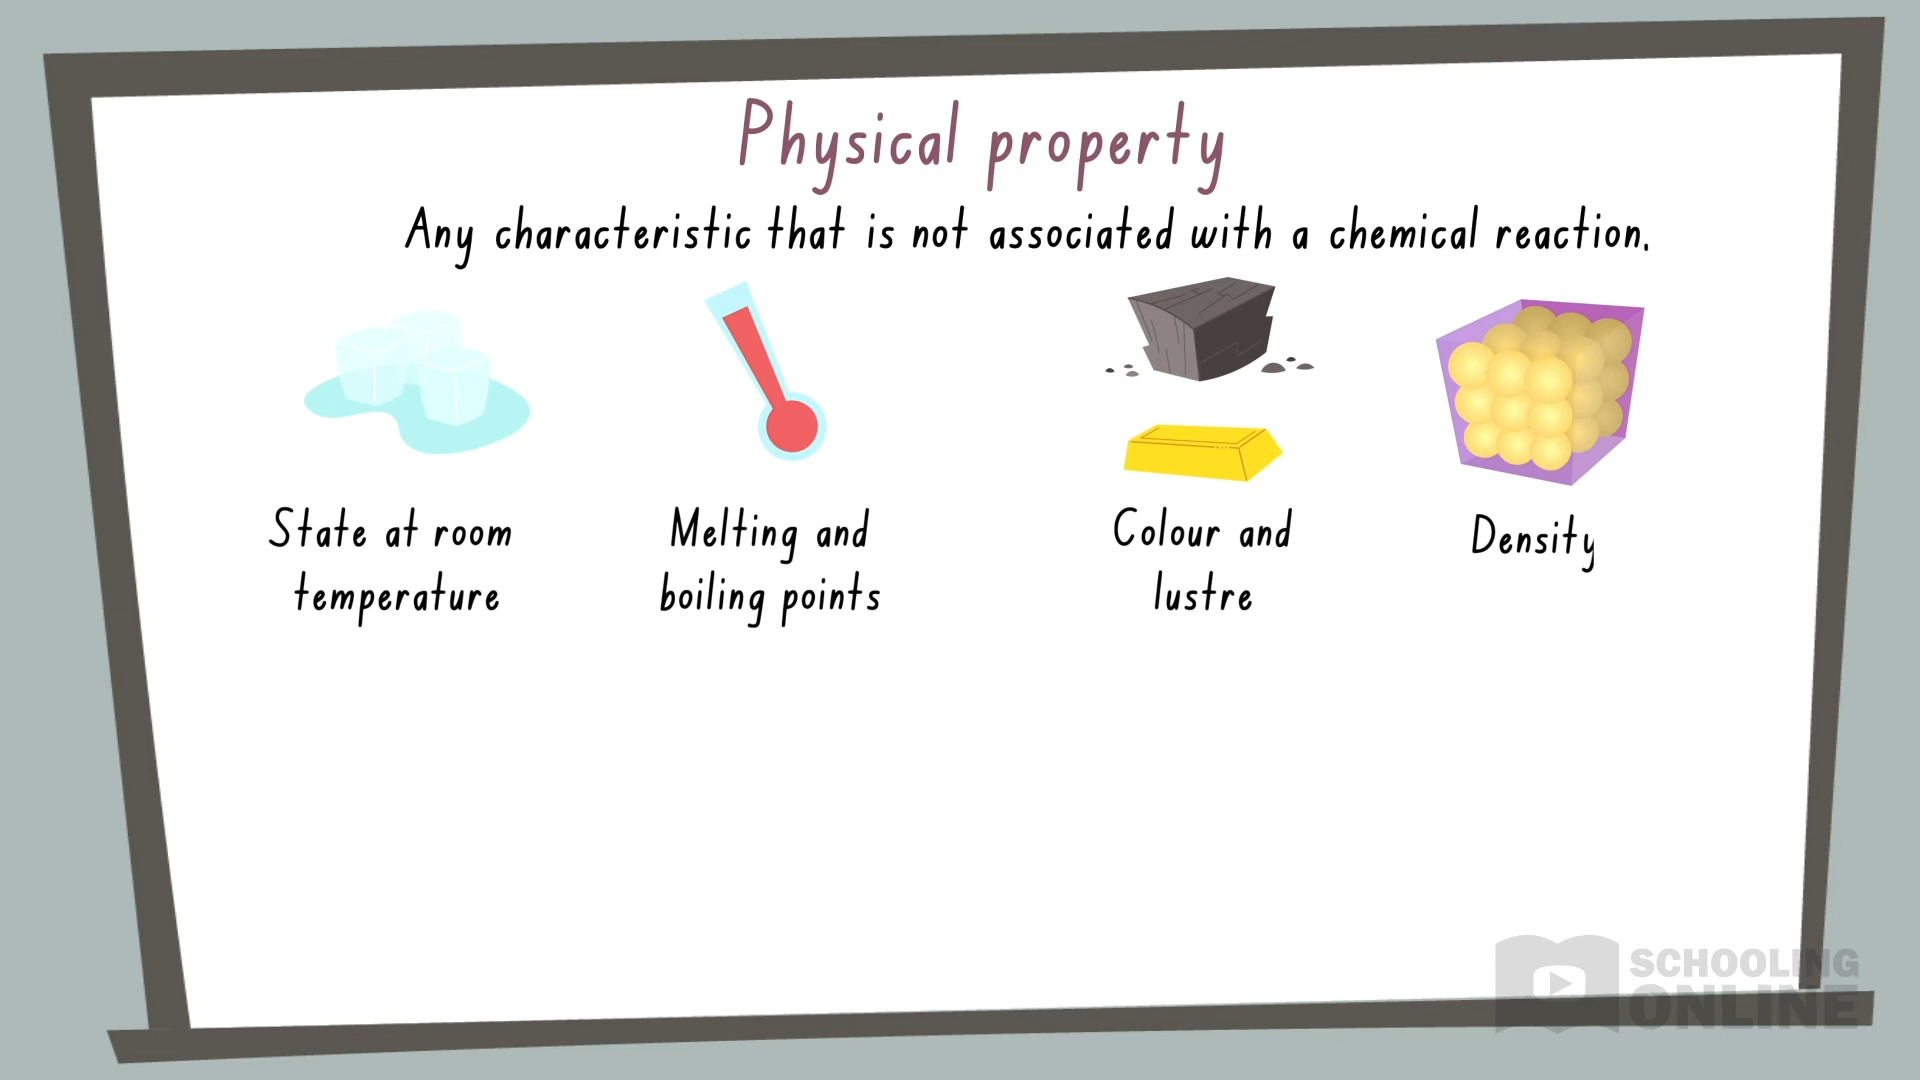 Physical property
Any characteristic that is not associated with a chemical reaction.
State at room
temperature
Melting and
boiling points
Colour and
lustre
Density
SCHOOLING
ONLINE